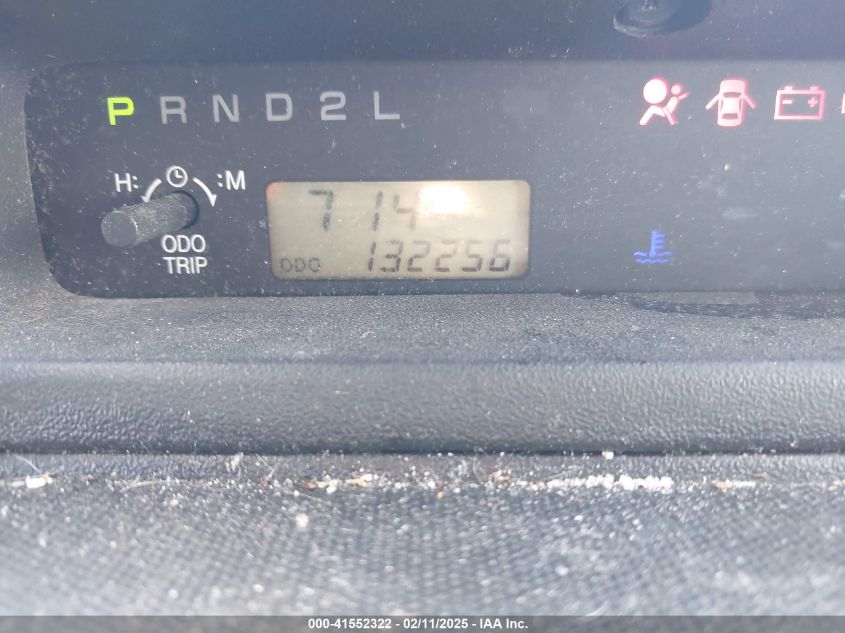 P R N D 2 L
H: :M
7 14
ODO
TRIP
ODO 132256
000-41552322 - 02/11/2025 - IAA Inc.